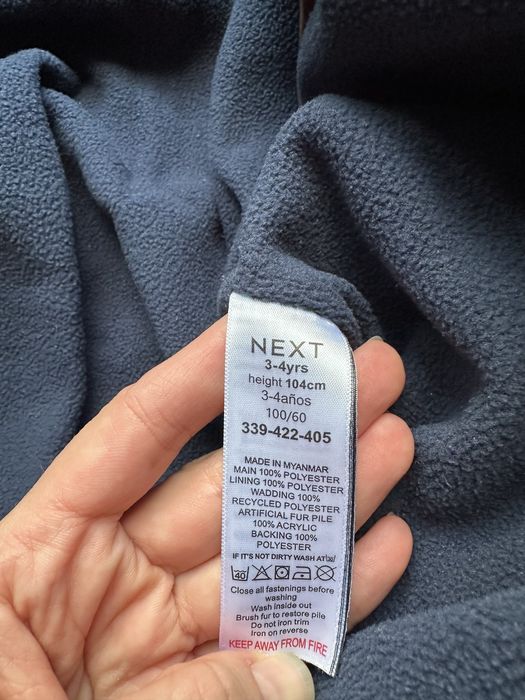 NEXT
3-4yrs
height 104cm
3-4años
100/60
339-422-405
MADE IN MYANMAR
MAIN 100% POLYESTER
LINING 100% POLYESTER
WADDING 100%
RECYCLED POLYESTER
ARTIFICIAL FUR PILE
100% ACRYLIC
BACKING 100%
POLYESTER
IF IT'S NOT DIRTY WASH AT 30
40
Close all fastenings before
washing
Wash inside out
Brush fur to restore pile
Do not iron trim
Iron on reverse
KEEP AWAY FROM FIRE